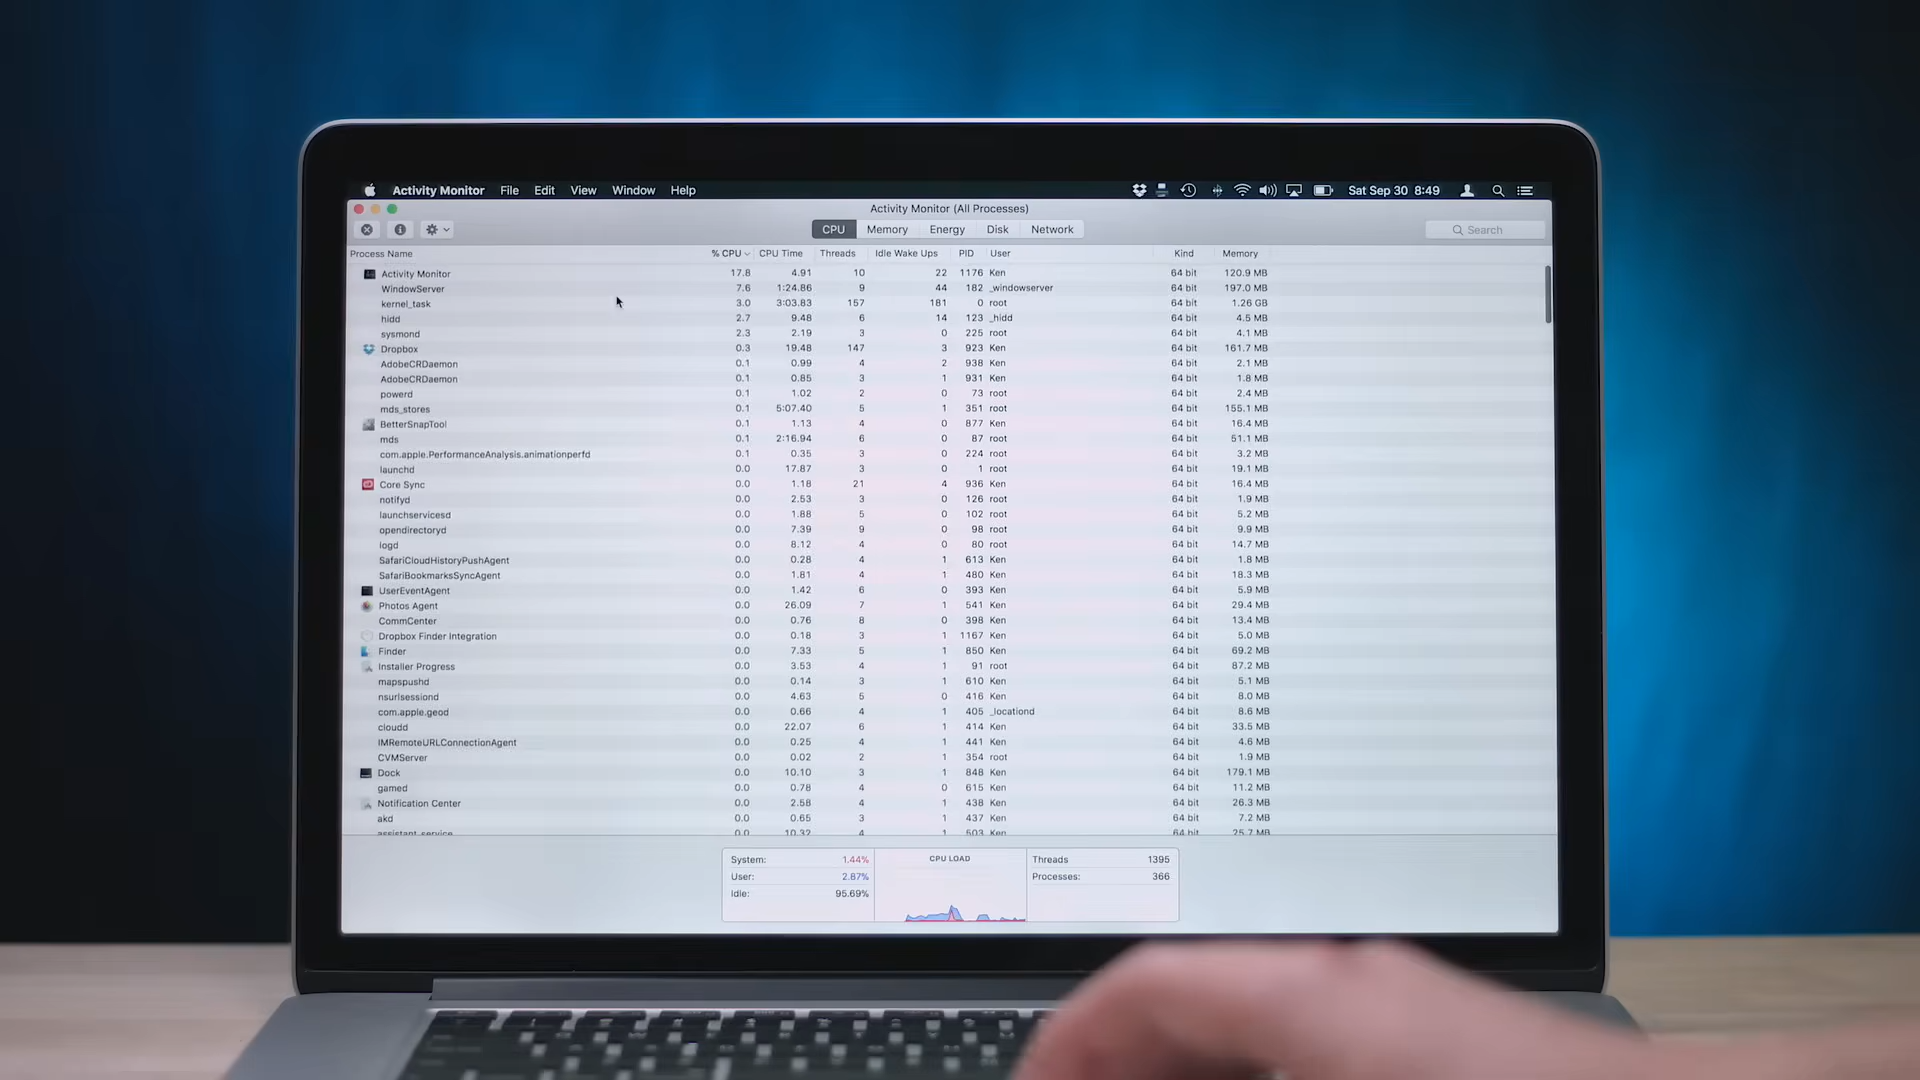 Activity Monitor File Edit View Window Help Sat Sep 30 8:49
Activity Monitor (All Processes)
CPU Memory Energy Disk Network Search
Process Name % CPU CPU Time Threads Idle Wake Ups PID User Kind Memory
Activity Monitor 17.8 4.91 10 22 1176 Ken 64 bit 120.9 MB
WindowServer 7.6 1:24.86 9 44 182 _windowserver 64 bit 197.0 MB
kernel_task 3.0 3:03.83 157 181 0 root 64 bit 1.26 GB
hidd 2.7 9.48 6 14 123 _hidd 64 bit 4.5 MB
sysmond 2.3 2.19 3 0 225 root 64 bit 4.1 MB
Dropbox 0.3 19.48 147 3 923 Ken 64 bit 161.7 MB
AdobeCRDaemon 0.1 0.99 4 2 938 Ken 64 bit 2.1 MB
AdobeCRDaemon 0.1 0.85 3 1 931 Ken 64 bit 1.8 MB
powerd 0.1 1.02 2 0 73 root 64 bit 2.4 MB
mds_stores 0.1 5:07.40 5 1 351 root 64 bit 155.1 MB
BetterSnapTool 0.1 1.13 4 0 877 Ken 64 bit 16.4 MB
mds 0.1 2:16.94 6 0 87 root 64 bit 51.1 MB
com.apple.PerformanceAnalysis.animationperfd 0.1 0.35 3 0 224 root 64 bit 3.2 MB
launchd 0.0 17.87 3 0 1 root 64 bit 19.1 MB
Core Sync 0.0 1.18 21 4 936 Ken 64 bit 16.4 MB
notifyd 0.0 2.53 3 0 126 root 64 bit 1.9 MB
launchservicesd 0.0 1.88 5 0 102 root 64 bit 5.2 MB
opendirectoryd 0.0 7.39 9 0 98 root 64 bit 9.9 MB
logd 0.0 8.12 4 0 80 root 64 bit 14.7 MB
SafariCloudHistoryPushAgent 0.0 0.28 4 1 613 Ken 64 bit 1.8 MB
SafariBookmarksSyncAgent 0.0 1.81 4 1 480 Ken 64 bit 18.3 MB
UserEventAgent 0.0 1.42 6 0 393 Ken 64 bit 5.9 MB
Photos Agent 0.0 26.09 7 1 541 Ken 64 bit 29.4 MB
CommCenter 0.0 0.76 8 0 398 Ken 64 bit 13.4 MB
Dropbox Finder Integration 0.0 0.18 3 1 1167 Ken 64 bit 5.0 MB
Finder 0.0 7.33 5 1 850 Ken 64 bit 69.2 MB
Installer Progress 0.0 3.53 4 1 91 root 64 bit 87.2 MB
mapspushd 0.0 0.14 3 1 610 Ken 64 bit 5.1 MB
nsurlsessiond 0.0 4.63 5 0 416 Ken 64 bit 8.0 MB
com.apple.geod 0.0 0.66 4 1 405 _locationd 64 bit 8.6 MB
cloudd 0.0 22.07 6 1 414 Ken 64 bit 33.5 MB
IMRemoteURLConnectionAgent 0.0 0.25 4 1 441 Ken 64 bit 4.6 MB
CVMServer 0.0 0.02 2 1 354 root 64 bit 1.9 MB
Dock 0.0 10.10 3 1 848 Ken 64 bit 179.1 MB
gamed 0.0 0.78 4 0 615 Ken 64 bit 11.2 MB
Notification Center 0.0 2.58 4 1 438 Ken 64 bit 26.3 MB
akd 0.0 0.65 3 1 437 Ken 64 bit 7.2 MB
assistant_service 0.0 10.32 4 1 503 Ken 64 bit 25.7 MB
System: 1.44% CPU LOAD Threads 1395
User: 2.87% Processes: 366
Idle: 95.69%